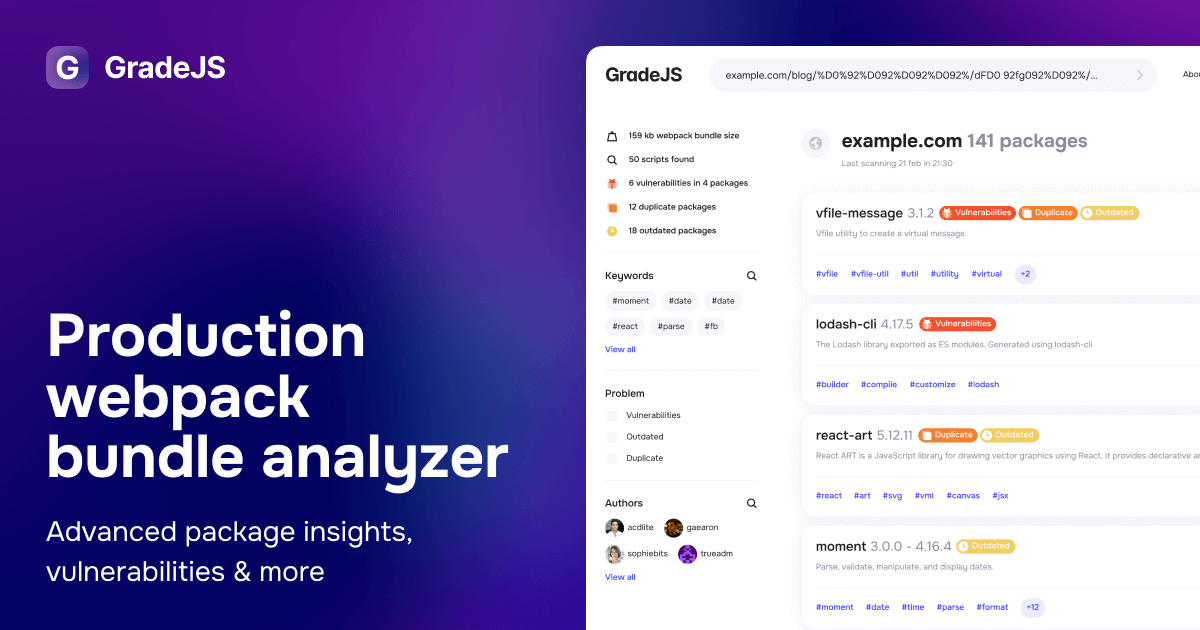 G GradeJS
Production
webpack
bundle analyzer
Advanced package insights,
vulnerabilities & more
GradeJS
example.com/blog/%D0%92%D092%D092%D092%/dFD0 92fg092%D092%/...
Abou
159 kb webpack bundle size
50 scripts found
6 vulnerabilities in 4 packages
12 duplicate packages
18 outdated packages
Keywords
#moment #date #date
#react #parse #fb
View all
Problem
Vulnerabilities
Outdated
Duplicate
Authors
acdlite gaearon
sophiebits trueadm
View all
example.com 141 packages
Last scanning 21 feb in 21:30
vfile-message 3.1.2 Vulnerabilities Duplicate Outdated
Vfile utility to create a virtual message.
#vfile #vfile-util #util #utility #virtual +2
lodash-cli 4.17.5 Vulnerabilities
The Lodash library exported as ES modules. Generated using lodash-cli
#builder #compile #customize #lodash
react-art 5.12.11 Duplicate Outdated
React ART is a JavaScript library for drawing vector graphics using React. It provides declarative an
#react #art #svg #vml #canvas #jsx
moment 3.0.0 - 4.16.4 Outdated
Parse, validate, manipulate, and display dates.
#moment #date #time #parse #format +12